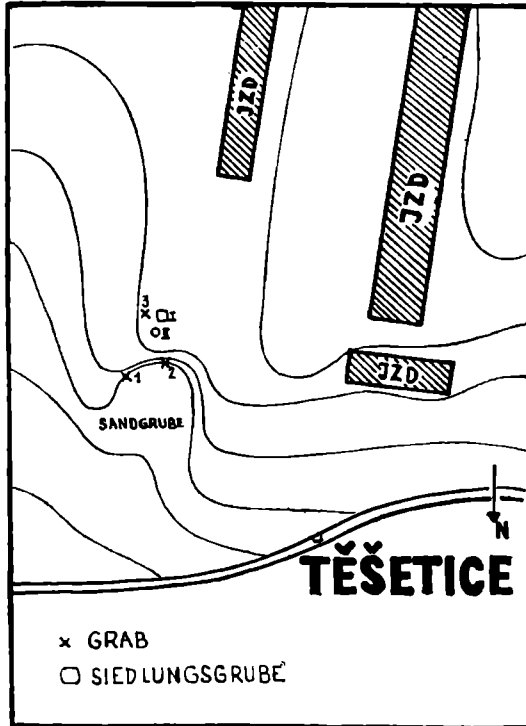 JZD
JZD
3
I
II
JZD
1
2
SANDGRUBE
N
TĚŠETICE
× GRAB
SIEDLUNGSGRUBE